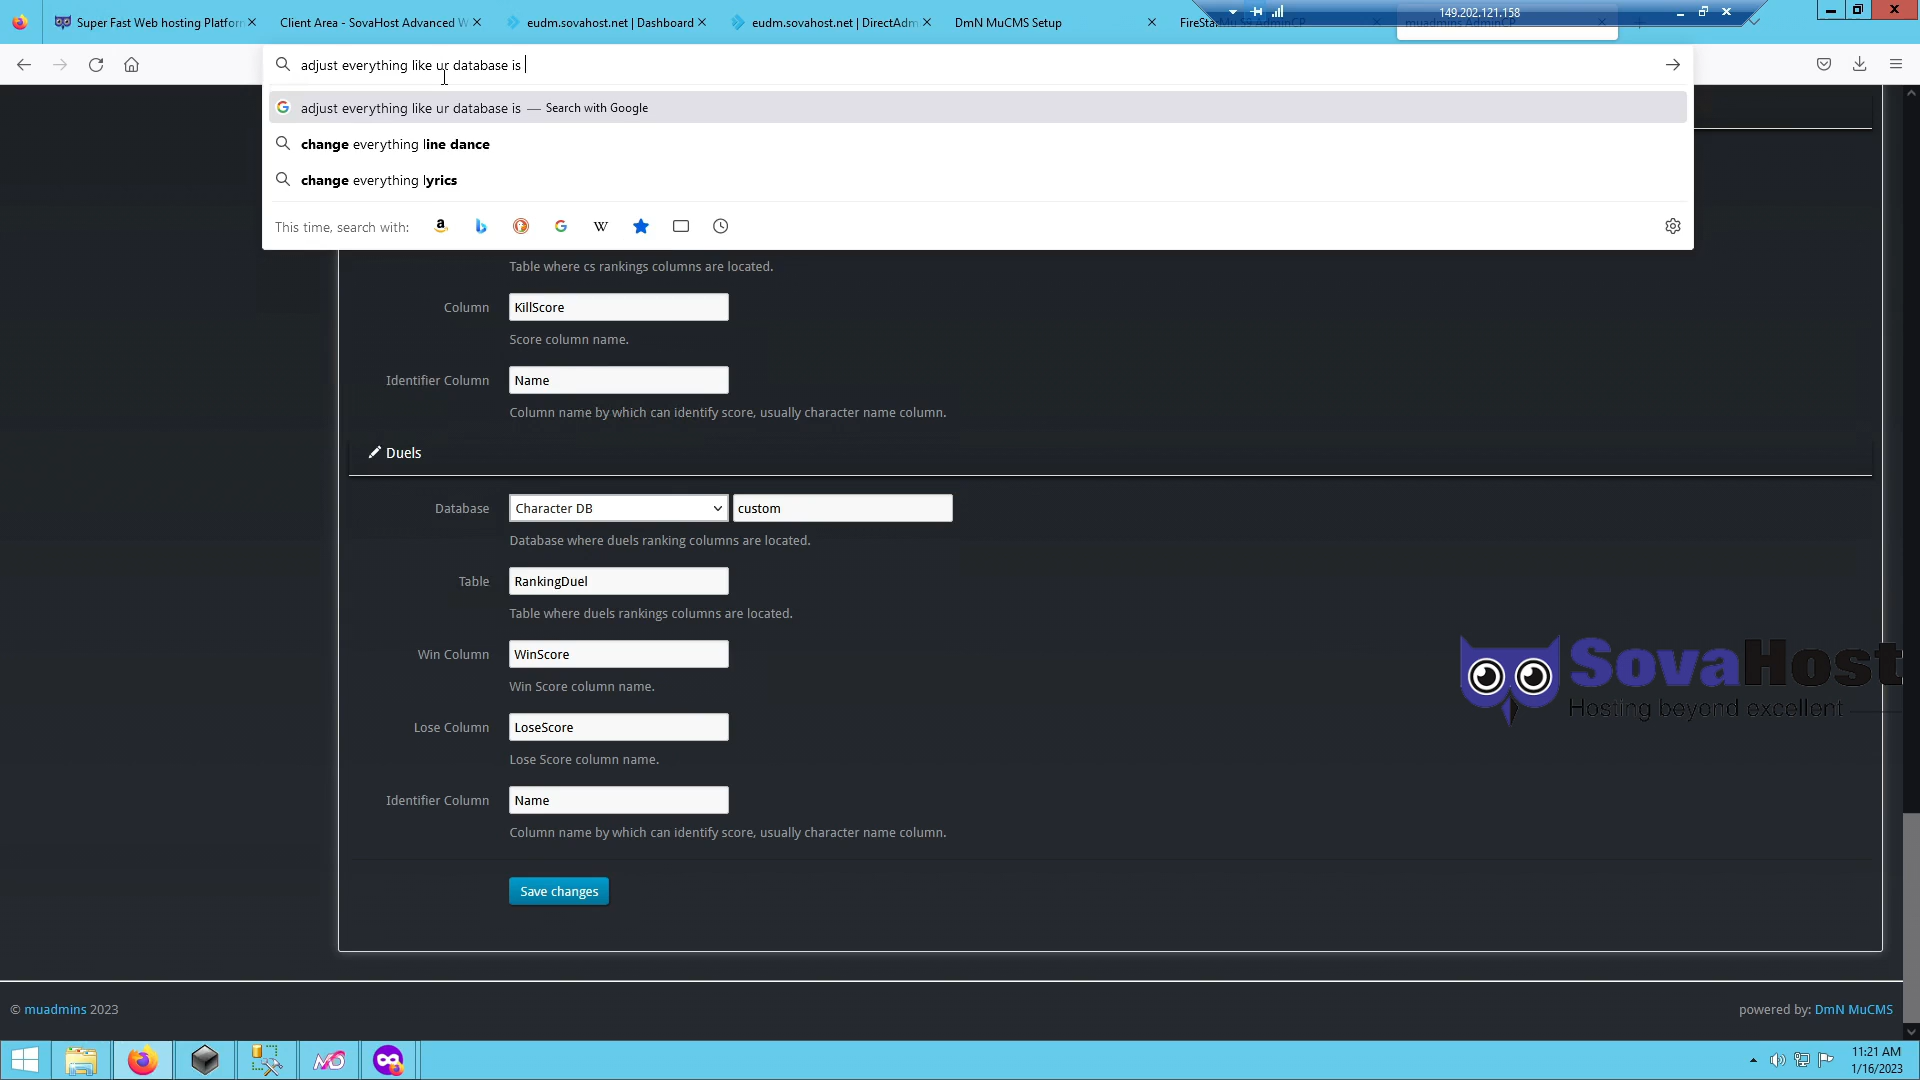 Super Fast Web hosting Platfor
Client Area - SovaHost Advanced W
eudm.sovahost.net | Dashboard
eudm.sovahost.net | DirectAdm
DmN MuCMS Setup
FireStarMu S9 AdminCP
muadmins AdminCP
149.202.121.158
adjust everything like ur database is
adjust everything like ur database is — Search with Google
change everything line dance
change everything lyrics
This time, search with:
Table where cs rankings columns are located.
Column KillScore
Score column name.
Identifier Column Name
Column name by which can identify score, usually character name column.
Duels
Database Character DB custom
Database where duels ranking columns are located.
Table RankingDuel
Table where duels rankings columns are located.
Win Column WinScore
Win Score column name.
Lose Column LoseScore
Lose Score column name.
Identifier Column Name
Column name by which can identify score, usually character name column.
Save changes
SovaHost
Hosting beyond excellent
© muadmins 2023
powered by: DmN MuCMS
11:21 AM
1/16/2023